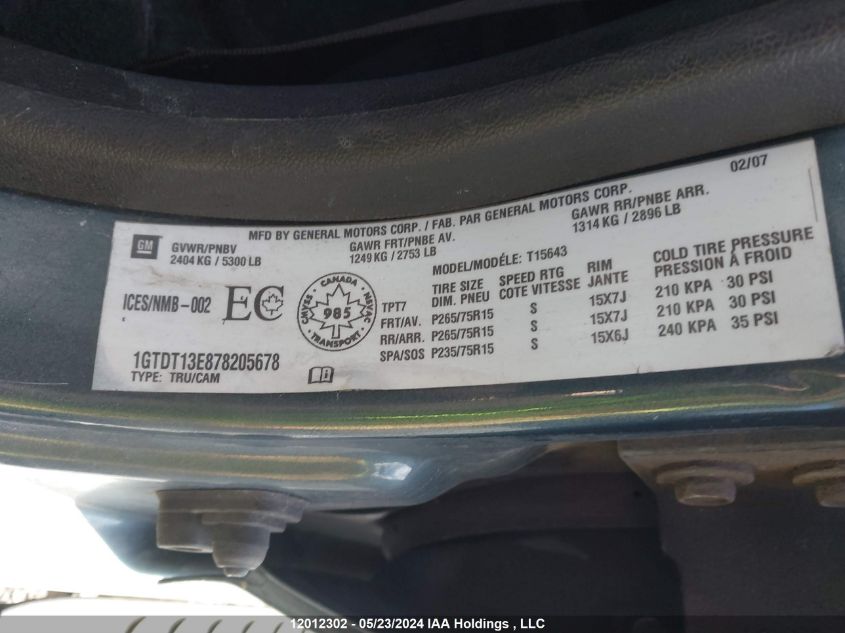 02/07
MFD BY GENERAL MOTORS CORP. / FAB. PAR GENERAL MOTORS CORP.
GM
GVWR/PNBV
2404 KG / 5300 LB
GAWR FRT/PNBE AV.
1249 KG / 2753 LB
GAWR RR/PNBE ARR.
1314 KG / 2896 LB
MODEL/MODÉLE: T15643
ICES/NMB-002
EC
CANADA
CMVSS
NSVAC
985
TRANSPORT
TIRE SIZE SPEED RTG RIM COLD TIRE PRESSURE
TPT7 DIM. PNEU COTE VITESSE JANTE PRESSION À FROID
FRT/AV. P265/75R15 S 15X7J 210 KPA 30 PSI
RR/ARR. P265/75R15 S 15X7J 210 KPA 30 PSI
SPA/SOS P235/75R15 S 15X6J 240 KPA 35 PSI
1GTDT13E878205678
TYPE: TRU/CAM
12012302 - 05/23/2024 IAA Holdings , LLC